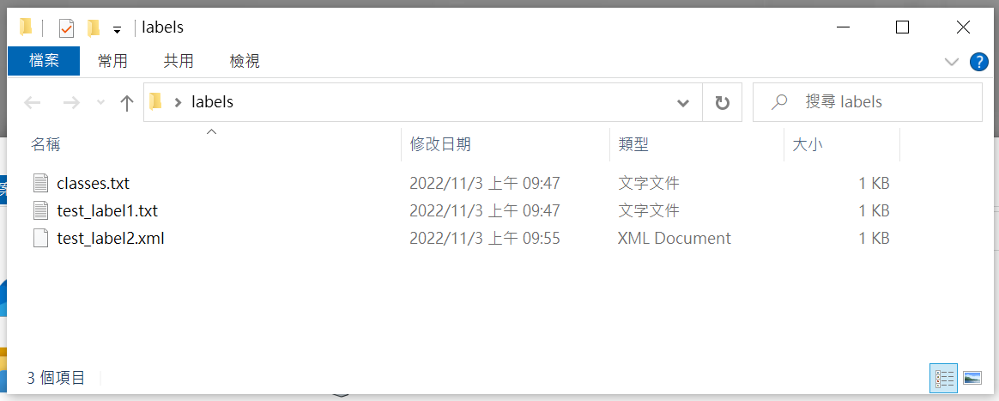 labels
檔案 常用 共用 檢視 ?
labels 搜尋 labels
名稱 修改日期 類型 大小
classes.txt 2022/11/3 上午 09:47 文字文件 1 KB
test_label1.txt 2022/11/3 上午 09:47 文字文件 1 KB
test_label2.xml 2022/11/3 上午 09:55 XML Document 1 KB
3 個項目